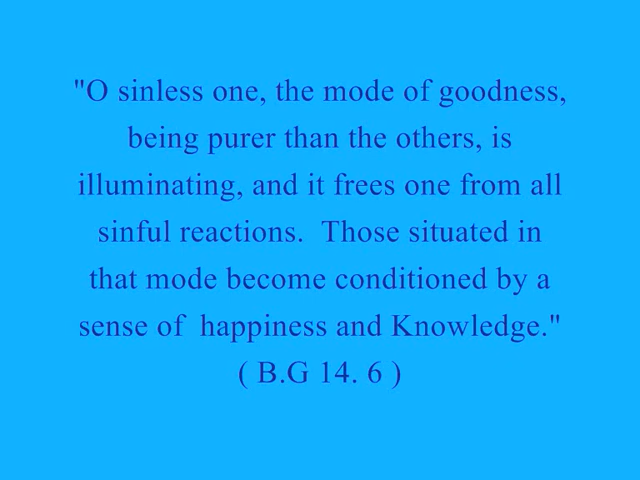 "O sinless one, the mode of goodness,
being purer than the others, is
illuminating, and it frees one from all
sinful reactions.  Those situated in
that mode become conditioned by a
sense of  happiness and Knowledge."
( B.G 14. 6 )